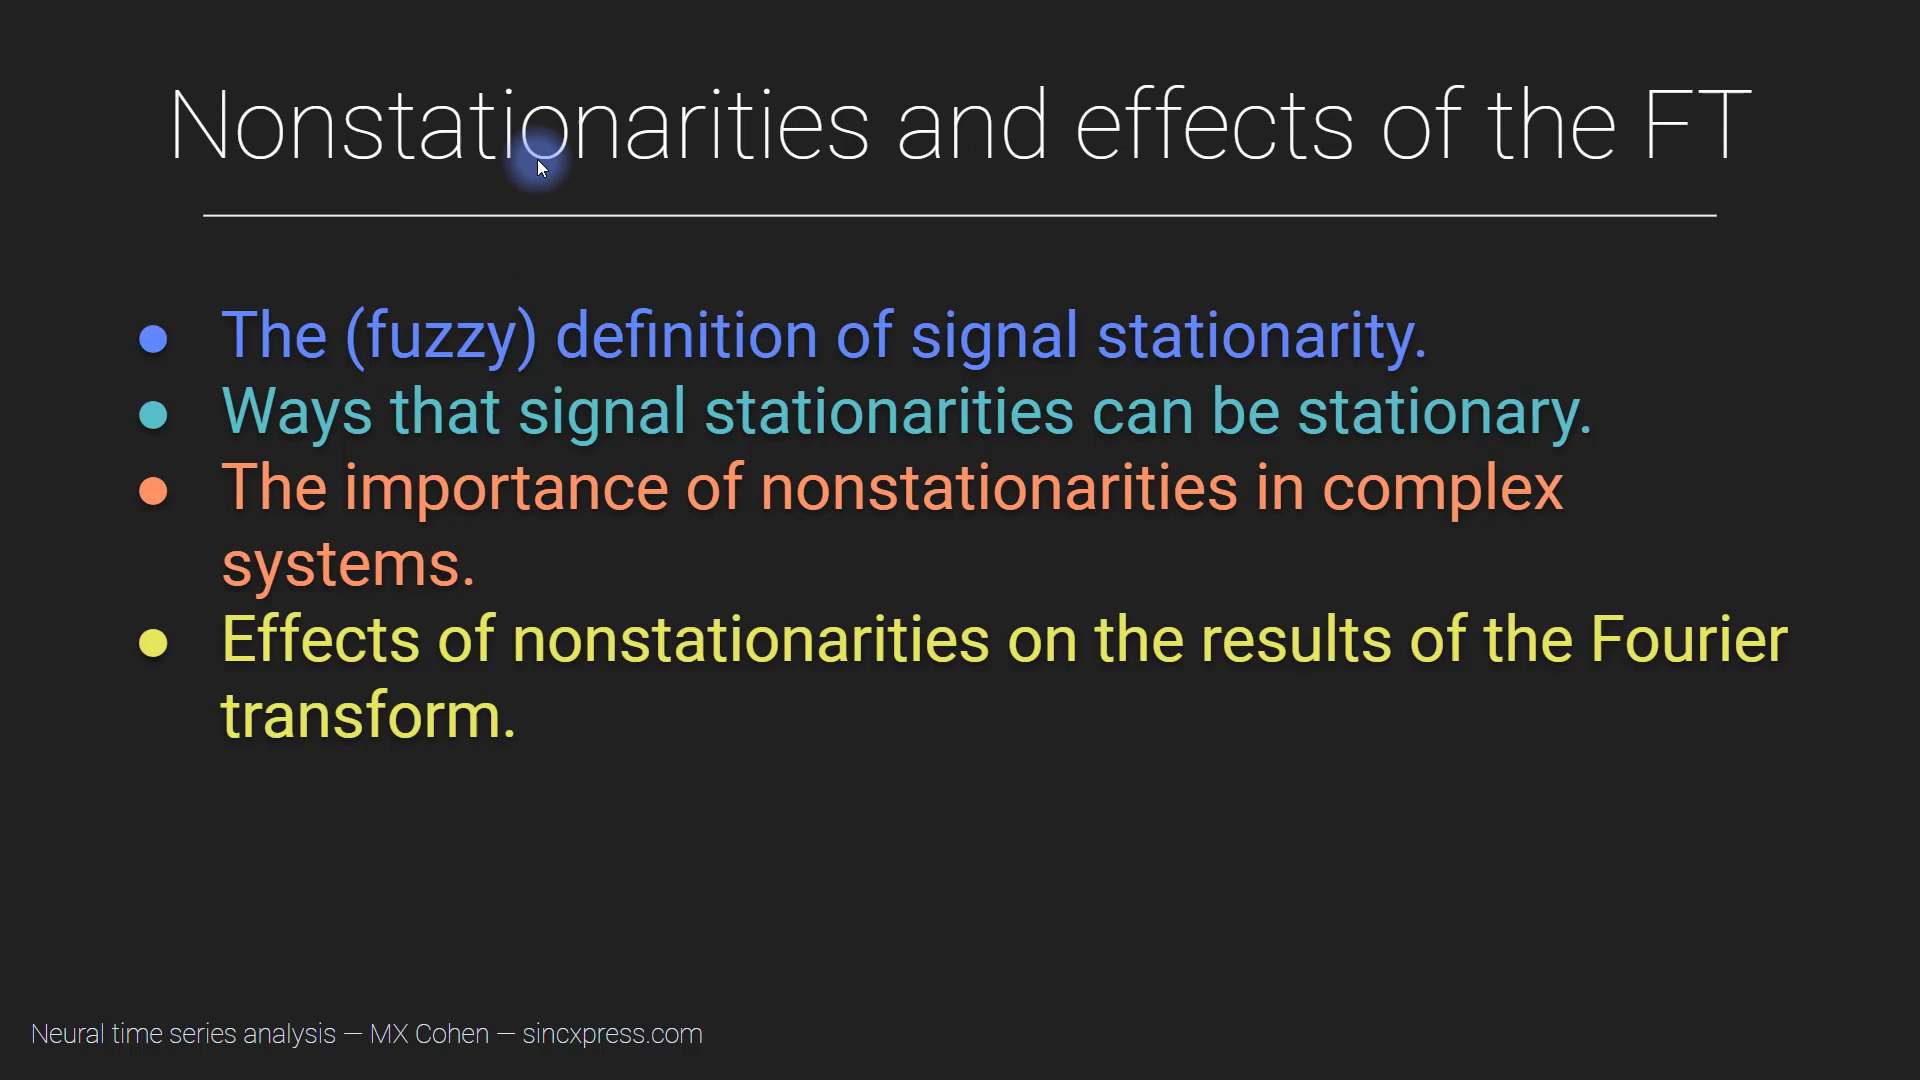 Nonstationarities and effects of the FT
● The (fuzzy) definition of signal stationarity.
● Ways that signal stationarities can be stationary.
● The importance of nonstationarities in complex
systems.
● Effects of nonstationarities on the results of the Fourier
transform.
Neural time series analysis — MX Cohen — sincxpress.com